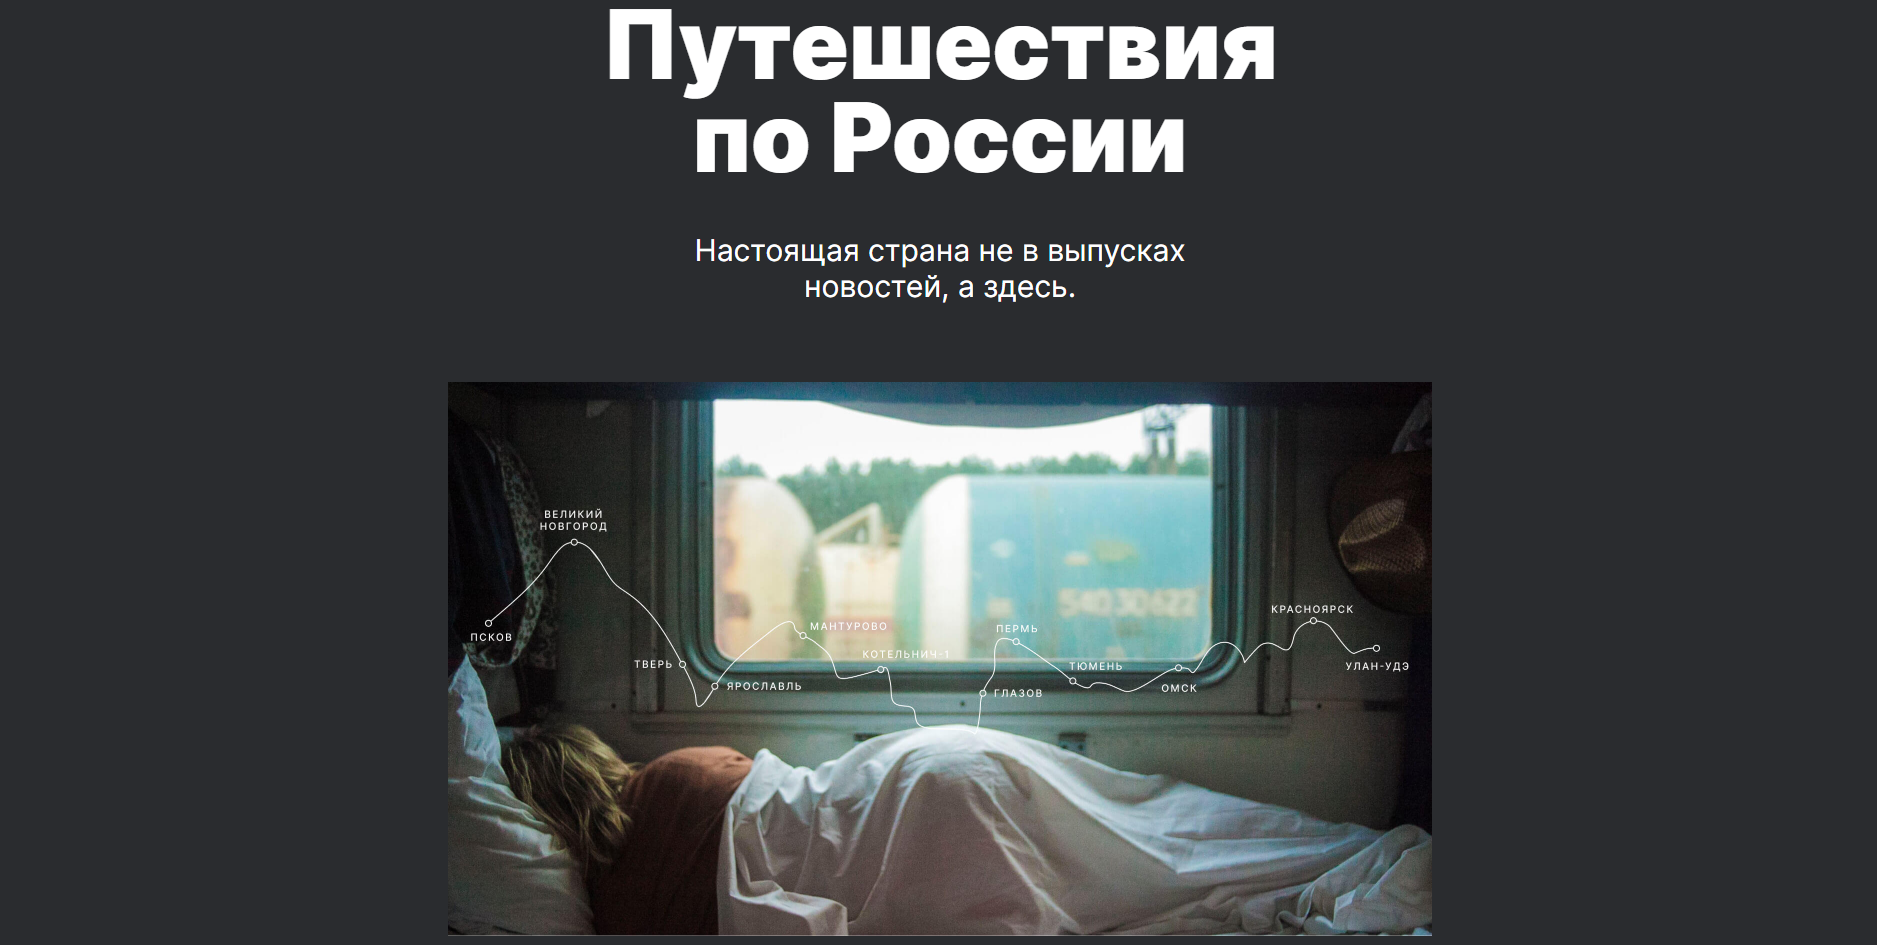 Путешествия
по России
Настоящая страна не в выпусках
новостей, а здесь.
ВЕЛИКИЙ
НОВГОРОД
ПСКОВ
ТВЕРЬ
ЯРОСЛАВЛЬ
МАНТУРОВО
КОТЕЛЬНИЧ-1
ГЛАЗОВ
ПЕРМЬ
ТЮМЕНЬ
ОМСК
КРАСНОЯРСК
УЛАН-УДЭ
54030622